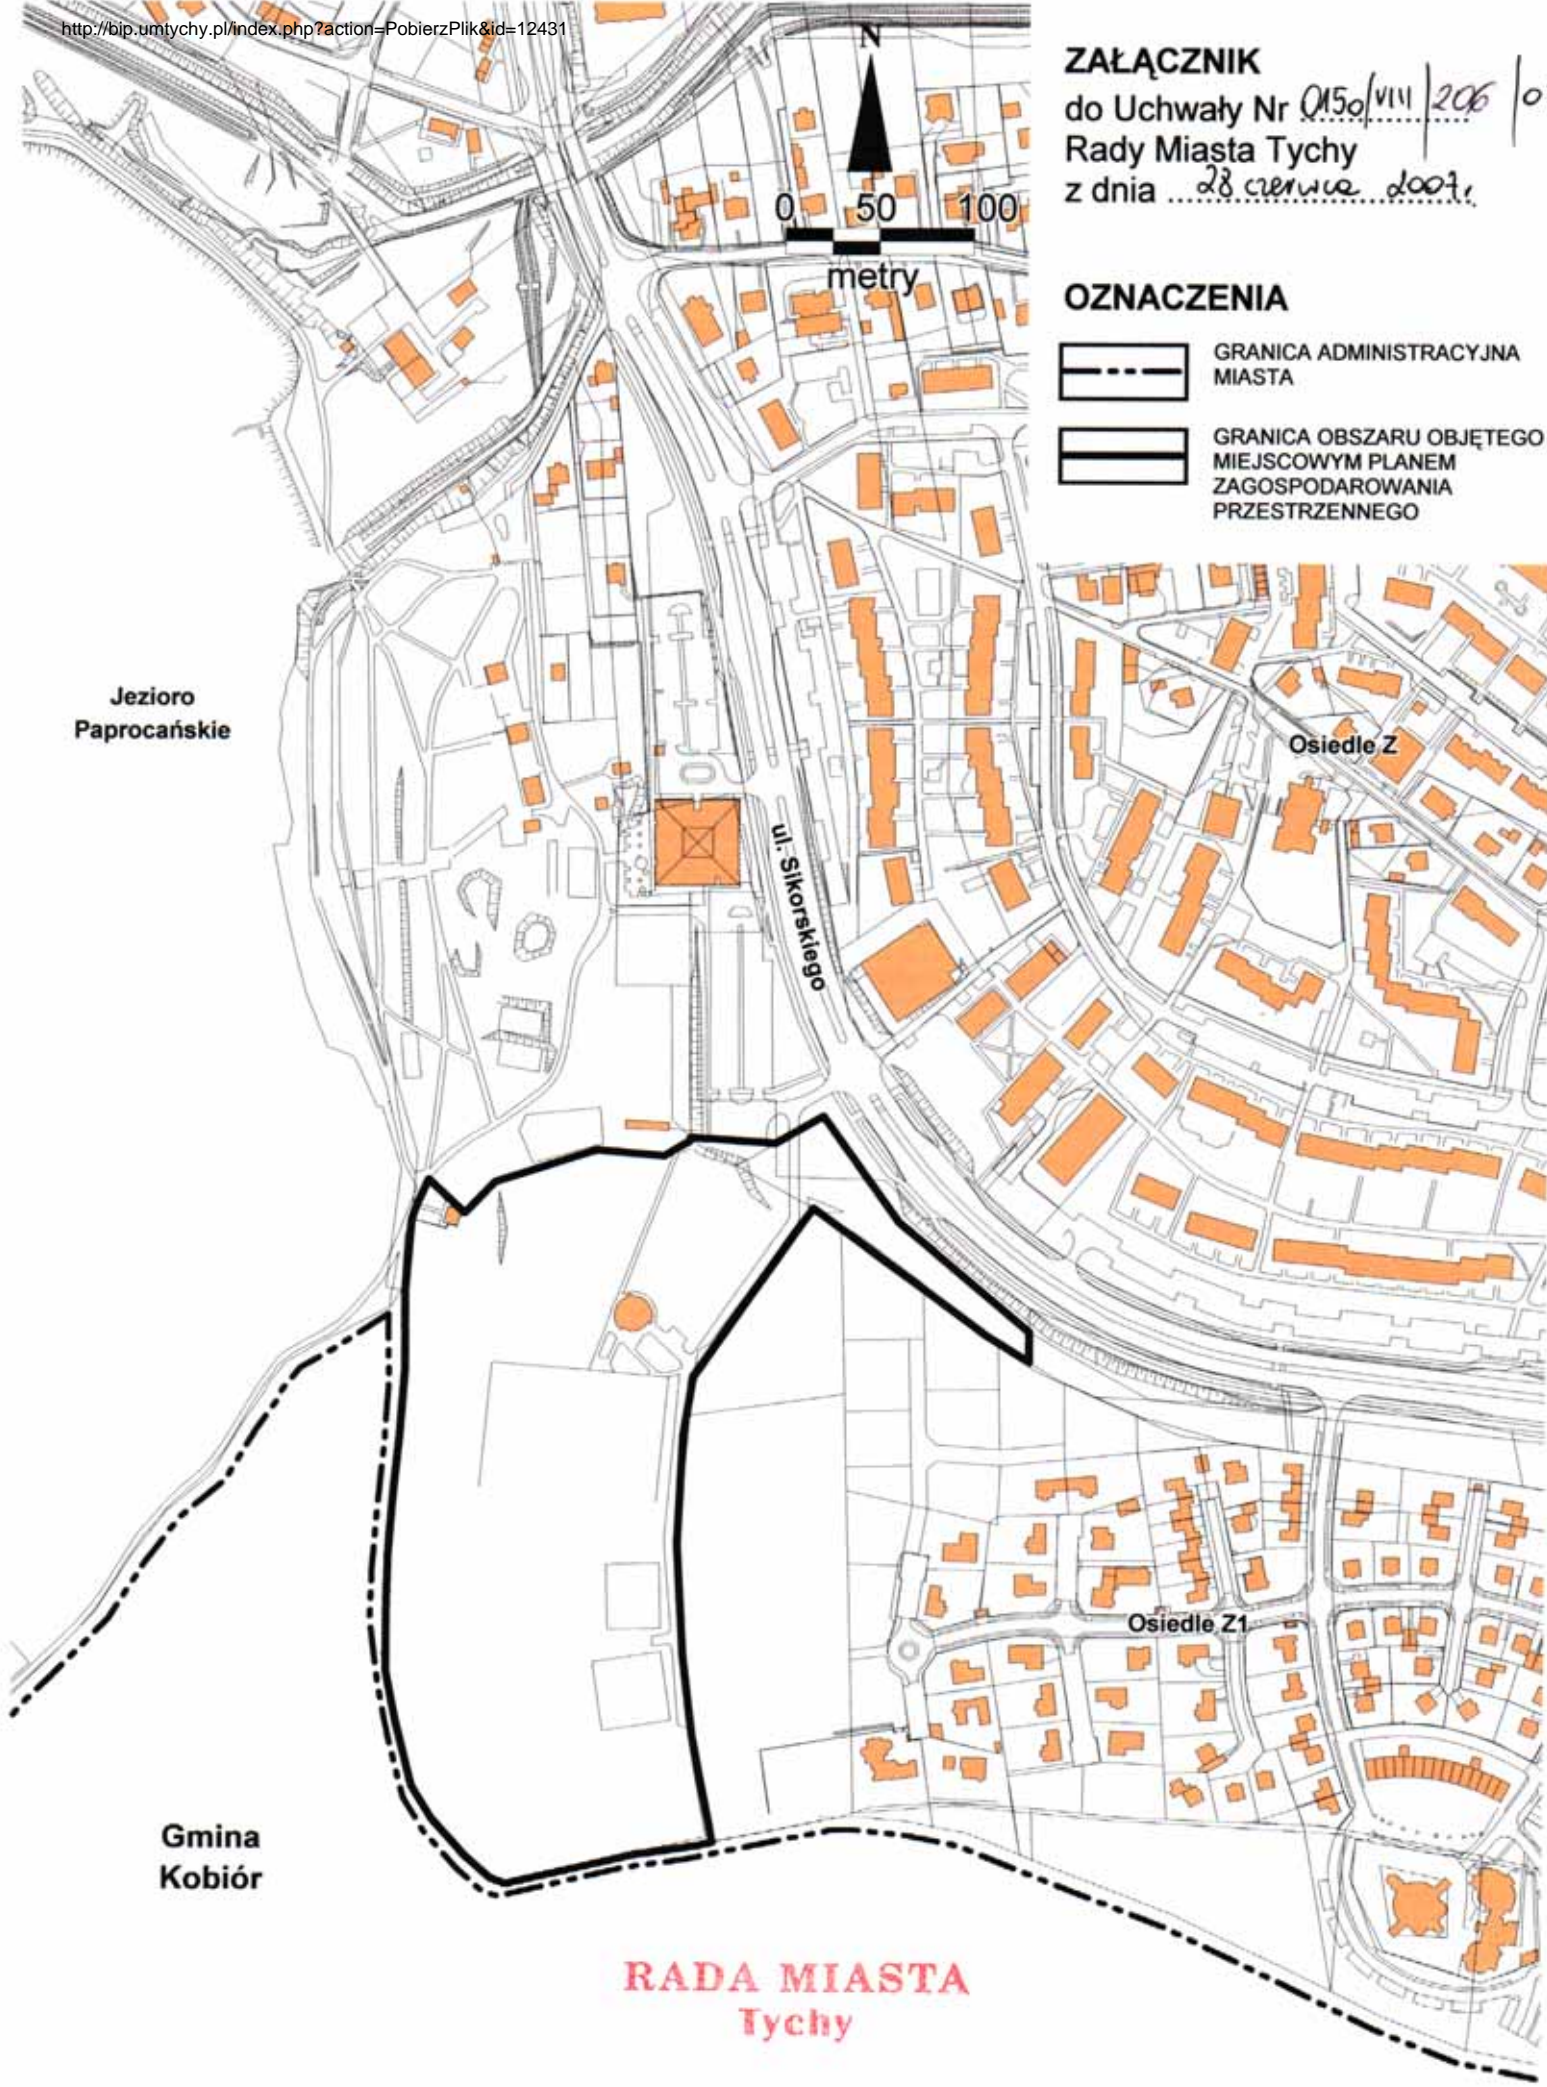 http://bip.umtychy.pl/index.php?action=PobierzPlik&id=12431
N
0 50 100
metry
ZAŁĄCZNIK
do Uchwały Nr 0150/VIII/206/0
Rady Miasta Tychy
z dnia 28 czerwca 2007r.
OZNACZENIA
GRANICA ADMINISTRACYJNA
MIASTA
GRANICA OBSZARU OBJĘTEGO
MIEJSCOWYM PLANEM
ZAGOSPODAROWANIA
PRZESTRZENNEGO
Jezioro
Paprocańskie
Osiedle Z
ul. Sikorskiego
Osiedle Z1
Gmina
Kobiór
RADA MIASTA
Tychy